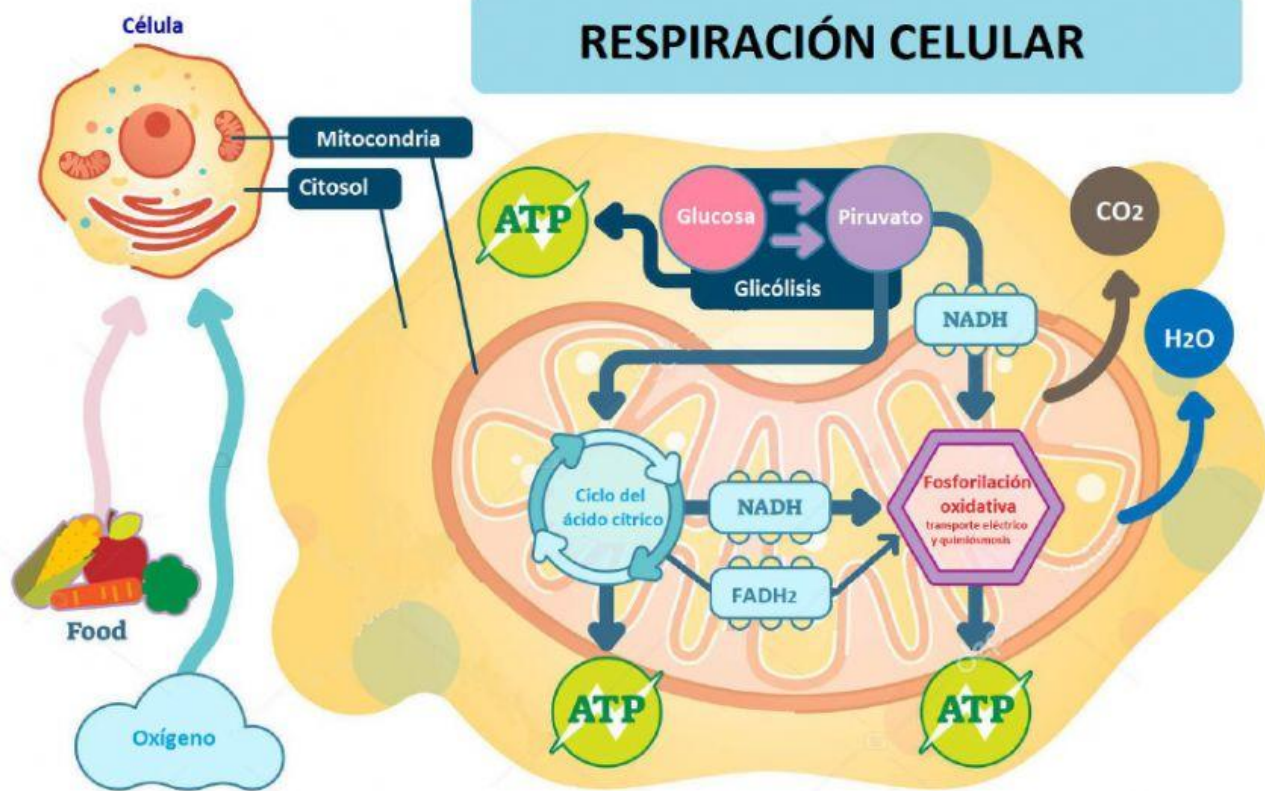 Célula
RESPIRACIÓN CELULAR
Mitocondria
Citosol
ATP
Glucosa
Piruvato
Glicólisis
NADH
CO2
H2O
Ciclo del
ácido cítrico
NADH
FADH2
Fosforilación
oxidativa
transporte eléctrico
y quimiósmosis
Food
Oxígeno
ATP
ATP